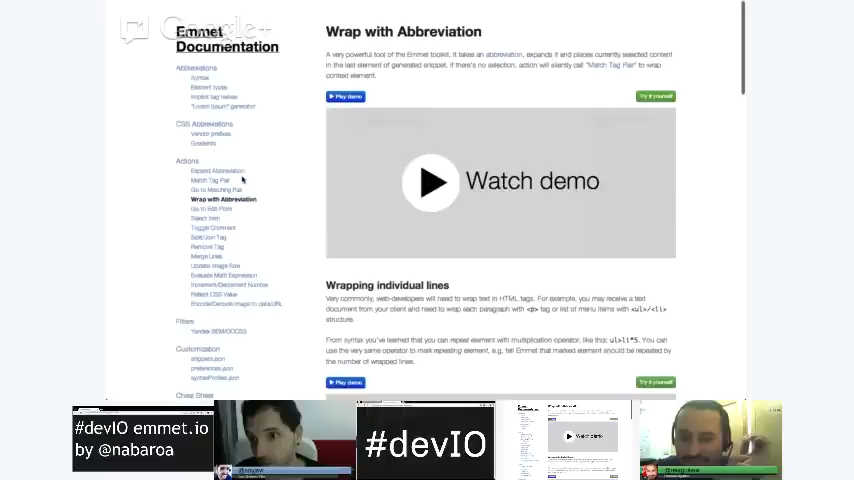 Google+
Emmet
Documentation
Abbreviations
Syntax
Element types
Implicit tag names
"Lorem Ipsum" generator
CSS Abbreviations
Vendor prefixes
Gradients
Actions
Expand Abbreviation
Match Tag Pair
Go to Matching Pair
Wrap with Abbreviation
Go to Edit Point
Select Item
Toggle Comment
Split/Join Tag
Remove Tag
Merge Lines
Update Image Size
Evaluate Math Expression
Increment/Decrement Number
Reflect CSS Value
Encode/Decode Image to data:URL
Filters
Yandex BEM/OOCSS
Customization
snippets.json
preferences.json
syntaxProfiles.json
Cheat Sheet
Wrap with Abbreviation
A very powerful tool of the Emmet toolkit. It takes an abbreviation, expands it and places currently selected content
in the last element of generated snippet. If there's no selection, action will silently call "Match Tag Pair" to wrap
context element.
Play demo
Try it yourself
Watch demo
Wrapping individual lines
Very commonly, web-developers will need to wrap text in HTML tags. For example, you may receive a text
document from your client and need to wrap each paragraph with <p> tag or list of menu items with <ul>/<li>
structure.
From syntax you've learned that you can repeat element with multiplication operator, like this: ul>li*5. You can
use the very same operator to mark repeating element, e.g. tell Emmet that marked element should be repeated by
the number of wrapped lines.
Play demo
Try it yourself
#devIO emmet.io
by @nabaroa
@soyjavi
#devIO
Watch demo